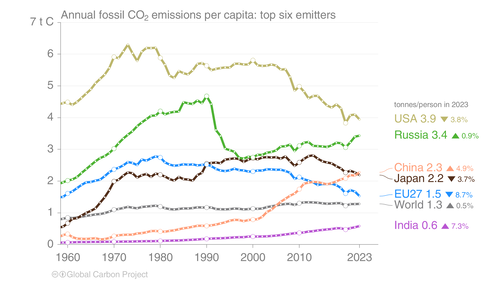 Annual fossil CO₂ emissions per capita: top six emitters
7 t C
6
5
4
3
2
1
0
1960 1970 1980 1990 2000 2010 2023
tonnes/person in 2023
USA 3.9 ▼ 3.8%
Russia 3.4 ▲ 0.9%
China 2.3 ▲ 4.9%
Japan 2.2 ▼ 3.7%
EU27 1.5 ▼ 8.7%
World 1.3 ▲ 0.5%
India 0.6 ▲ 7.3%
Global Carbon Project